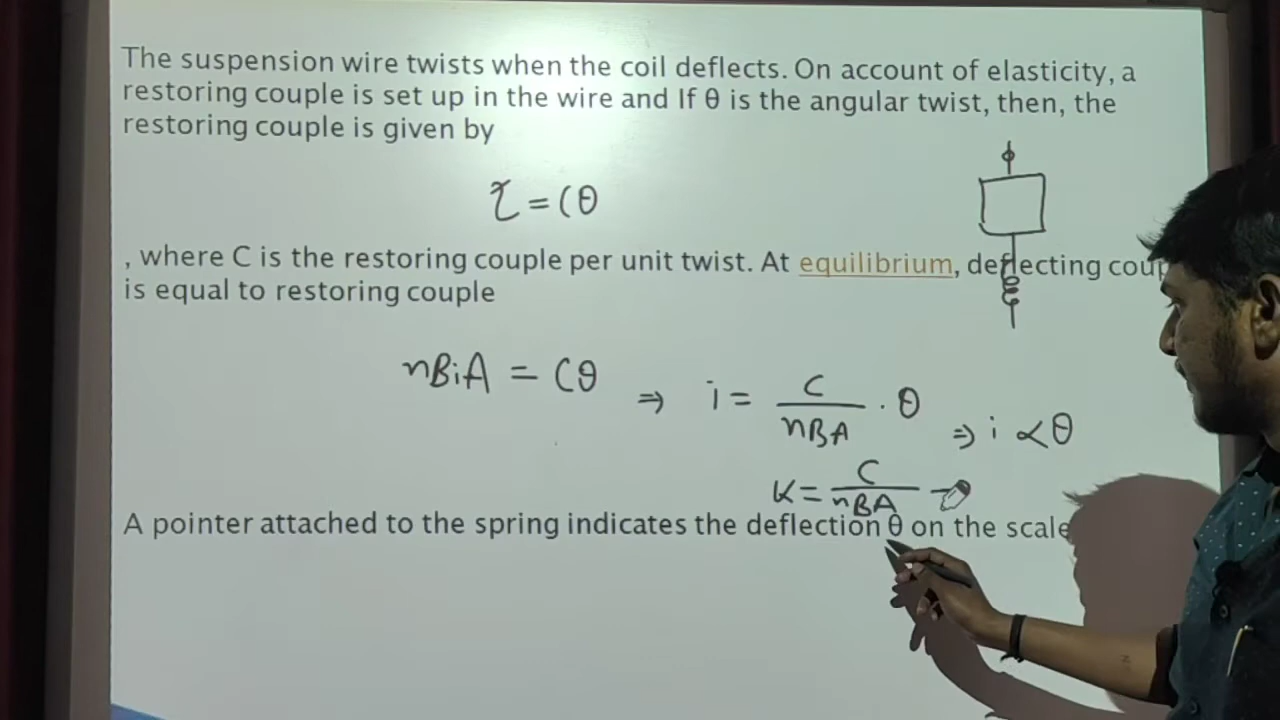 The suspension wire twists when the coil deflects. On account of elasticity, a
restoring couple is set up in the wire and If θ is the angular twist, then, the
restoring couple is given by
τ = Cθ
, where C is the restoring couple per unit twist. At equilibrium, deflecting coup
is equal to restoring couple
nBiA = Cθ ⇒ i = C/nBA · θ ⇒ i ∝ θ
K = C/nBA
A pointer attached to the spring indicates the deflection θ on the scale